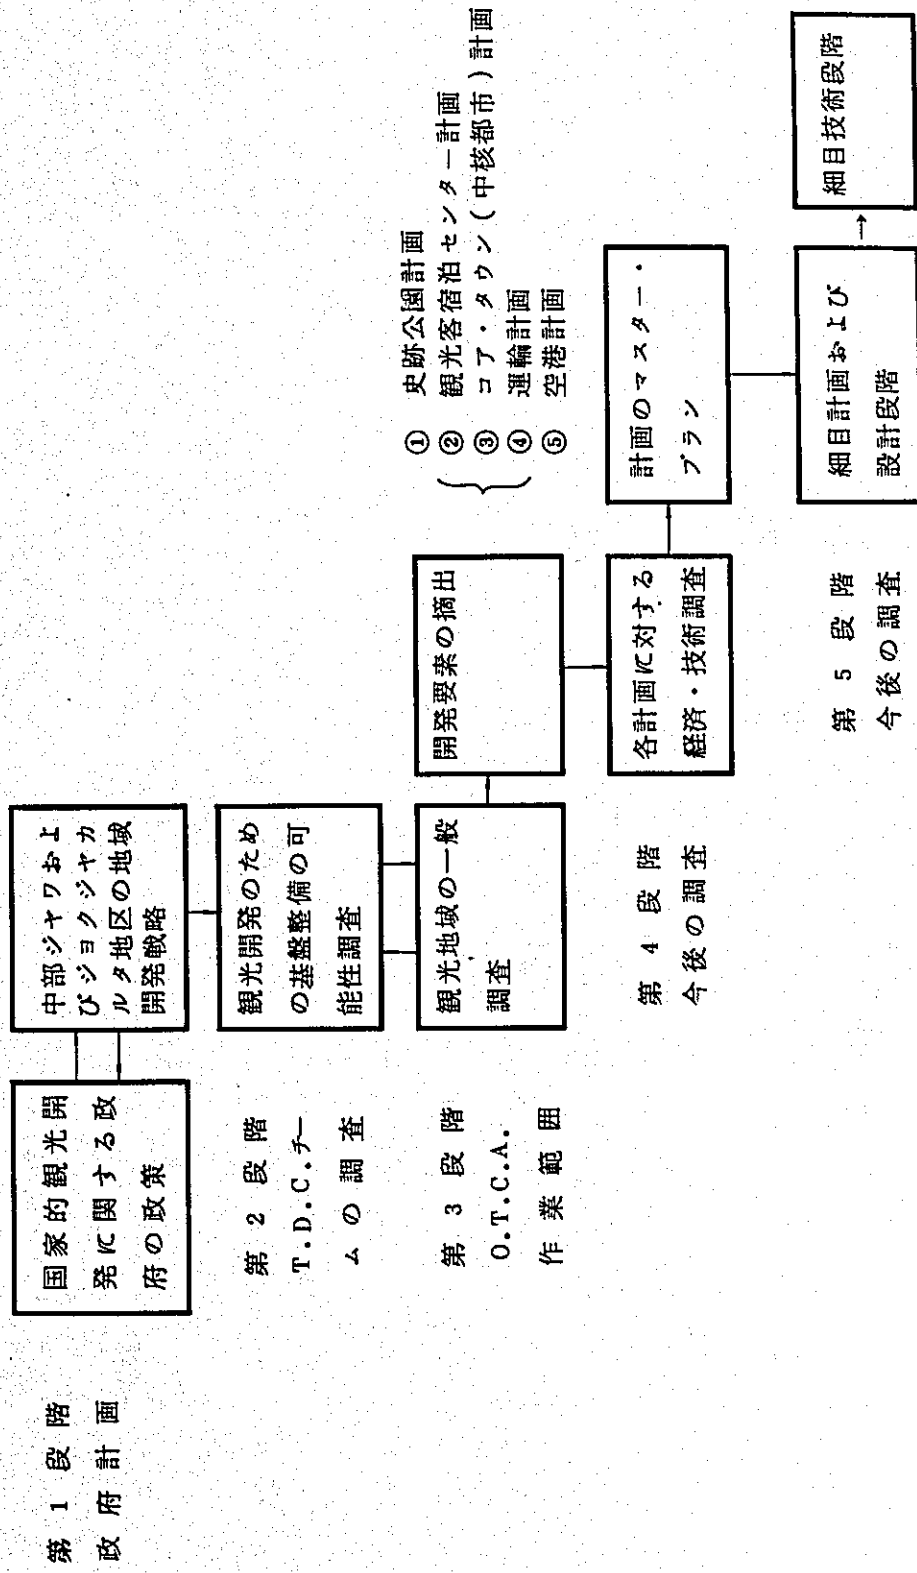 第1段階
政府計画
国家的観光開
発に関する政
府の政策
中部ジャワおよ
びジョクジャカ
ルタ地区の地域
開発戦略
第2段階
T.D.C.チー
ムの調査
観光開発のため
の基盤整備の可
能性調査
第3段階
O.T.C.A.
作業範囲
観光地域の一般
調査
開発要素の摘出
① 史跡公園計画
② 観光客宿泊センター計画
③ コア・タウン(中核都市)計画
④ 運輸計画
⑤ 空港計画
第4段階
今後の調査
各計画に対する
経済・技術調査
計画のマスター・
プラン
第5段階
今後の調査
細目計画および
設計段階
→
細目技術段階